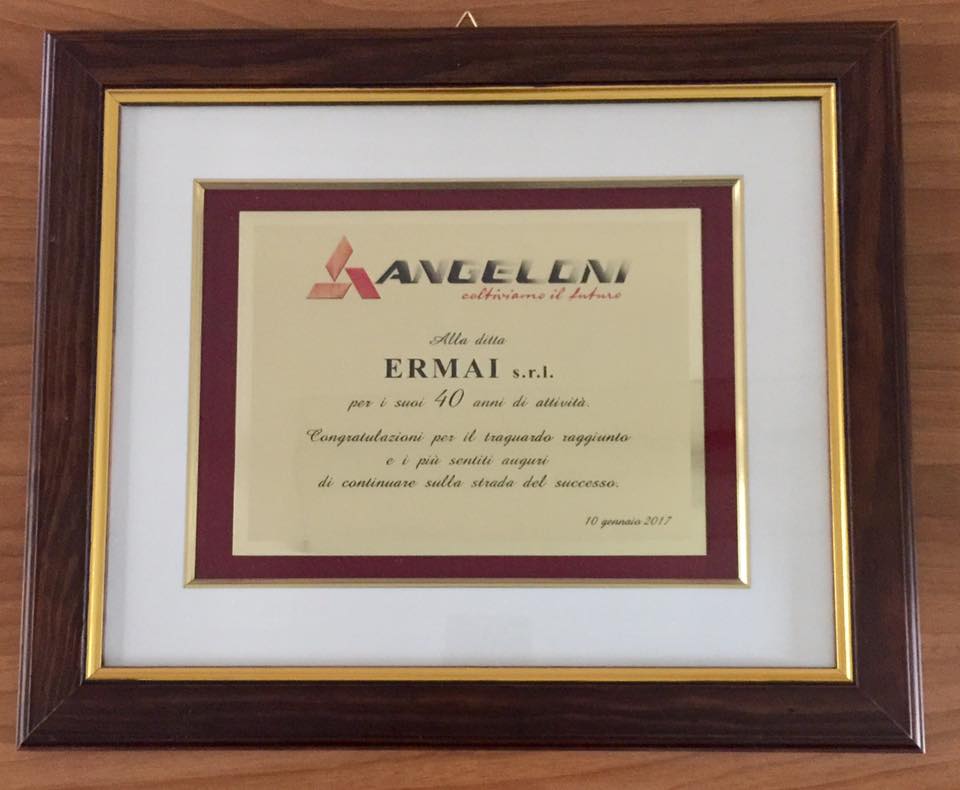 ANGELONI
coltiviamo il futuro
Alla ditta
ERMAI s.r.l.
per i suoi 40 anni di attività.
Congratulazioni per il traguardo raggiunto
e i più sentiti auguri
di continuare sulla strada del successo.
10 gennaio 2017